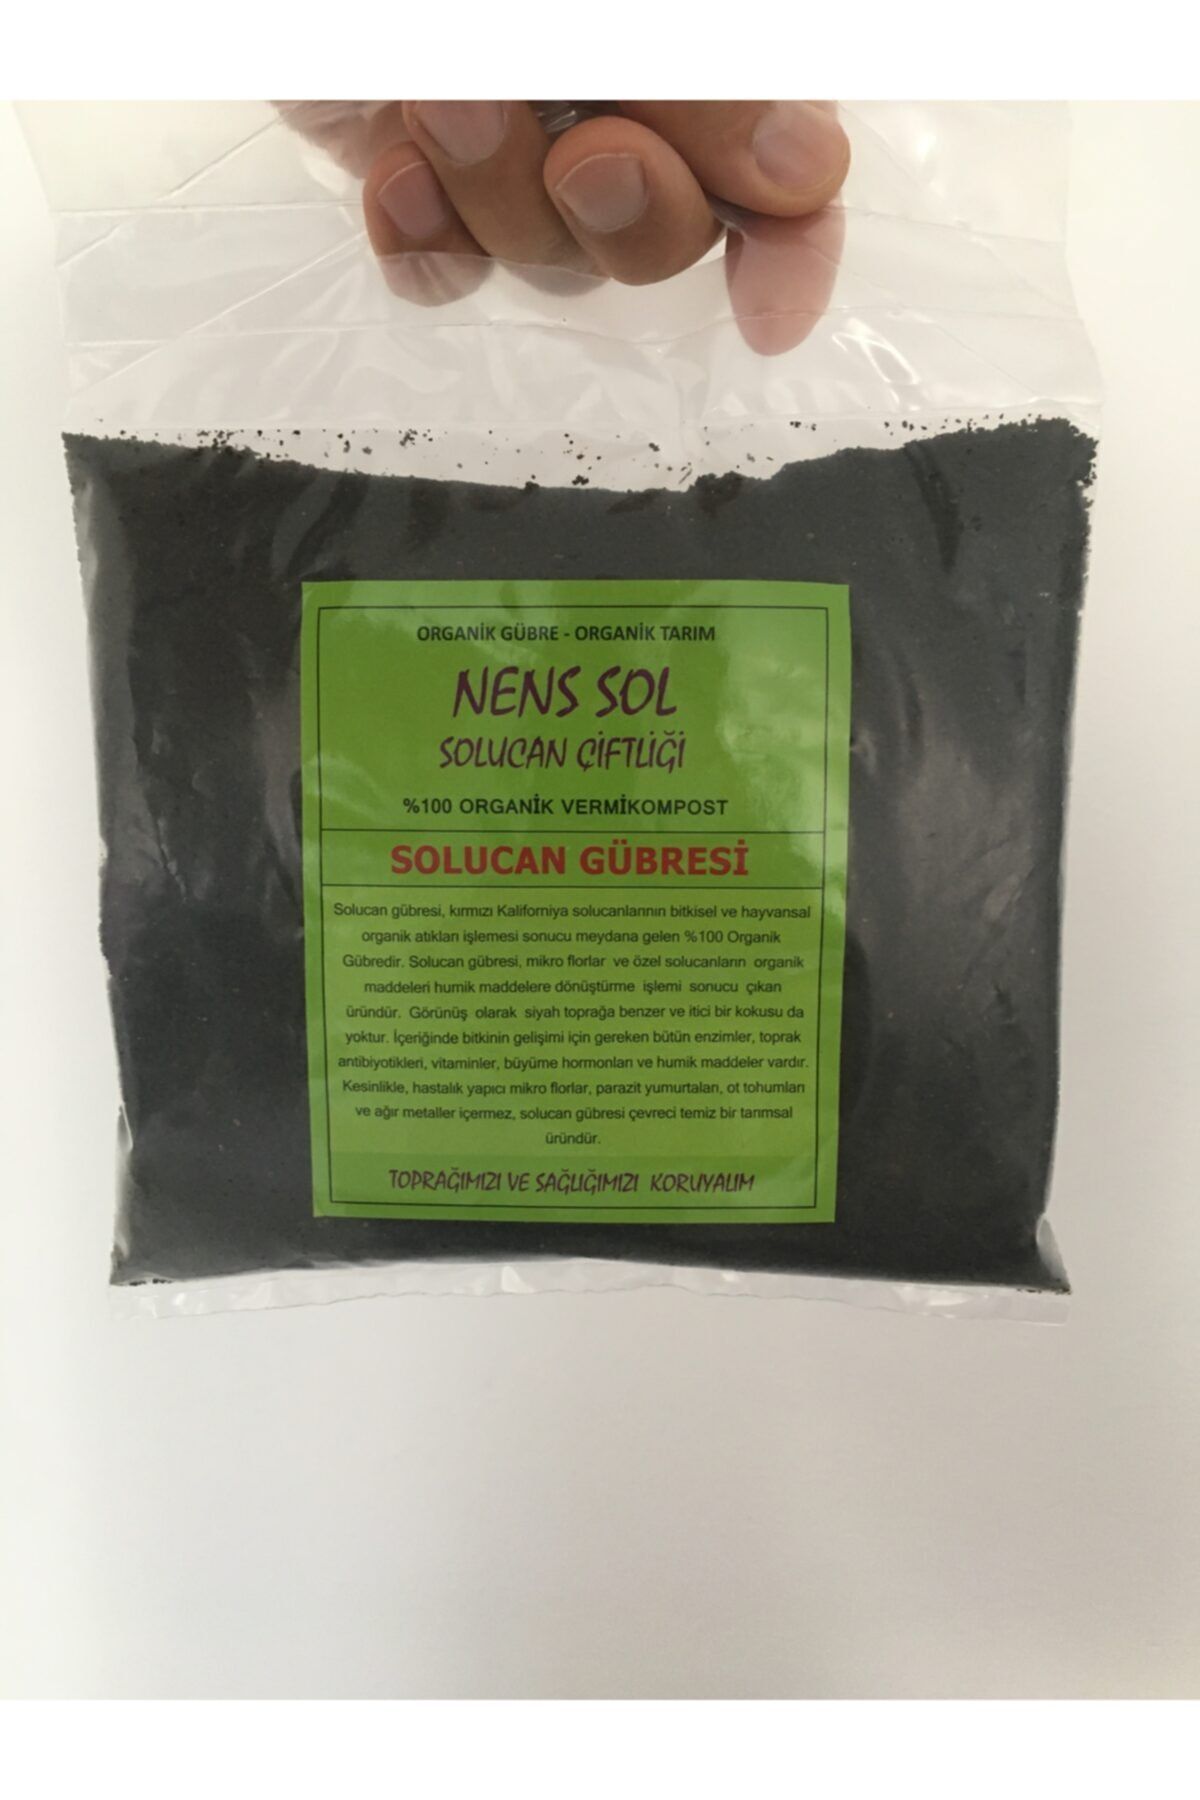 ORGANİK GÜBRE - ORGANİK TARIM
NENS SOL
SOLUCAN ÇİFTLİĞİ
%100 ORGANİK VERMİKOMPOST
SOLUCAN GÜBRESİ
Solucan gübresi, kırmızı Kaliforniya solucanlarının bitkisel ve hayvansal
organik atıkları işlemesi sonucu meydana gelen %100 Organik
Gübredir. Solucan gübresi, mikro florlar ve özel solucanların organik
maddeleri humik maddelere dönüştürme işlemi sonucu çıkan
üründür. Görünüş olarak siyah toprağa benzer ve itici bir kokusu da
yoktur. İçeriğinde bitkinin gelişimi için gereken bütün enzimler, toprak
antibiyotikleri, vitaminler, büyüme hormonları ve humik maddeler vardır.
Kesinlikle, hastalık yapıcı mikro florlar, parazit yumurtaları, ot tohumları
ve ağır metaller içermez, solucan gübresi çevreci temiz bir tarımsal
üründür.
TOPRAĞIMIZI VE SAĞLIĞIMIZI KORUYALIM